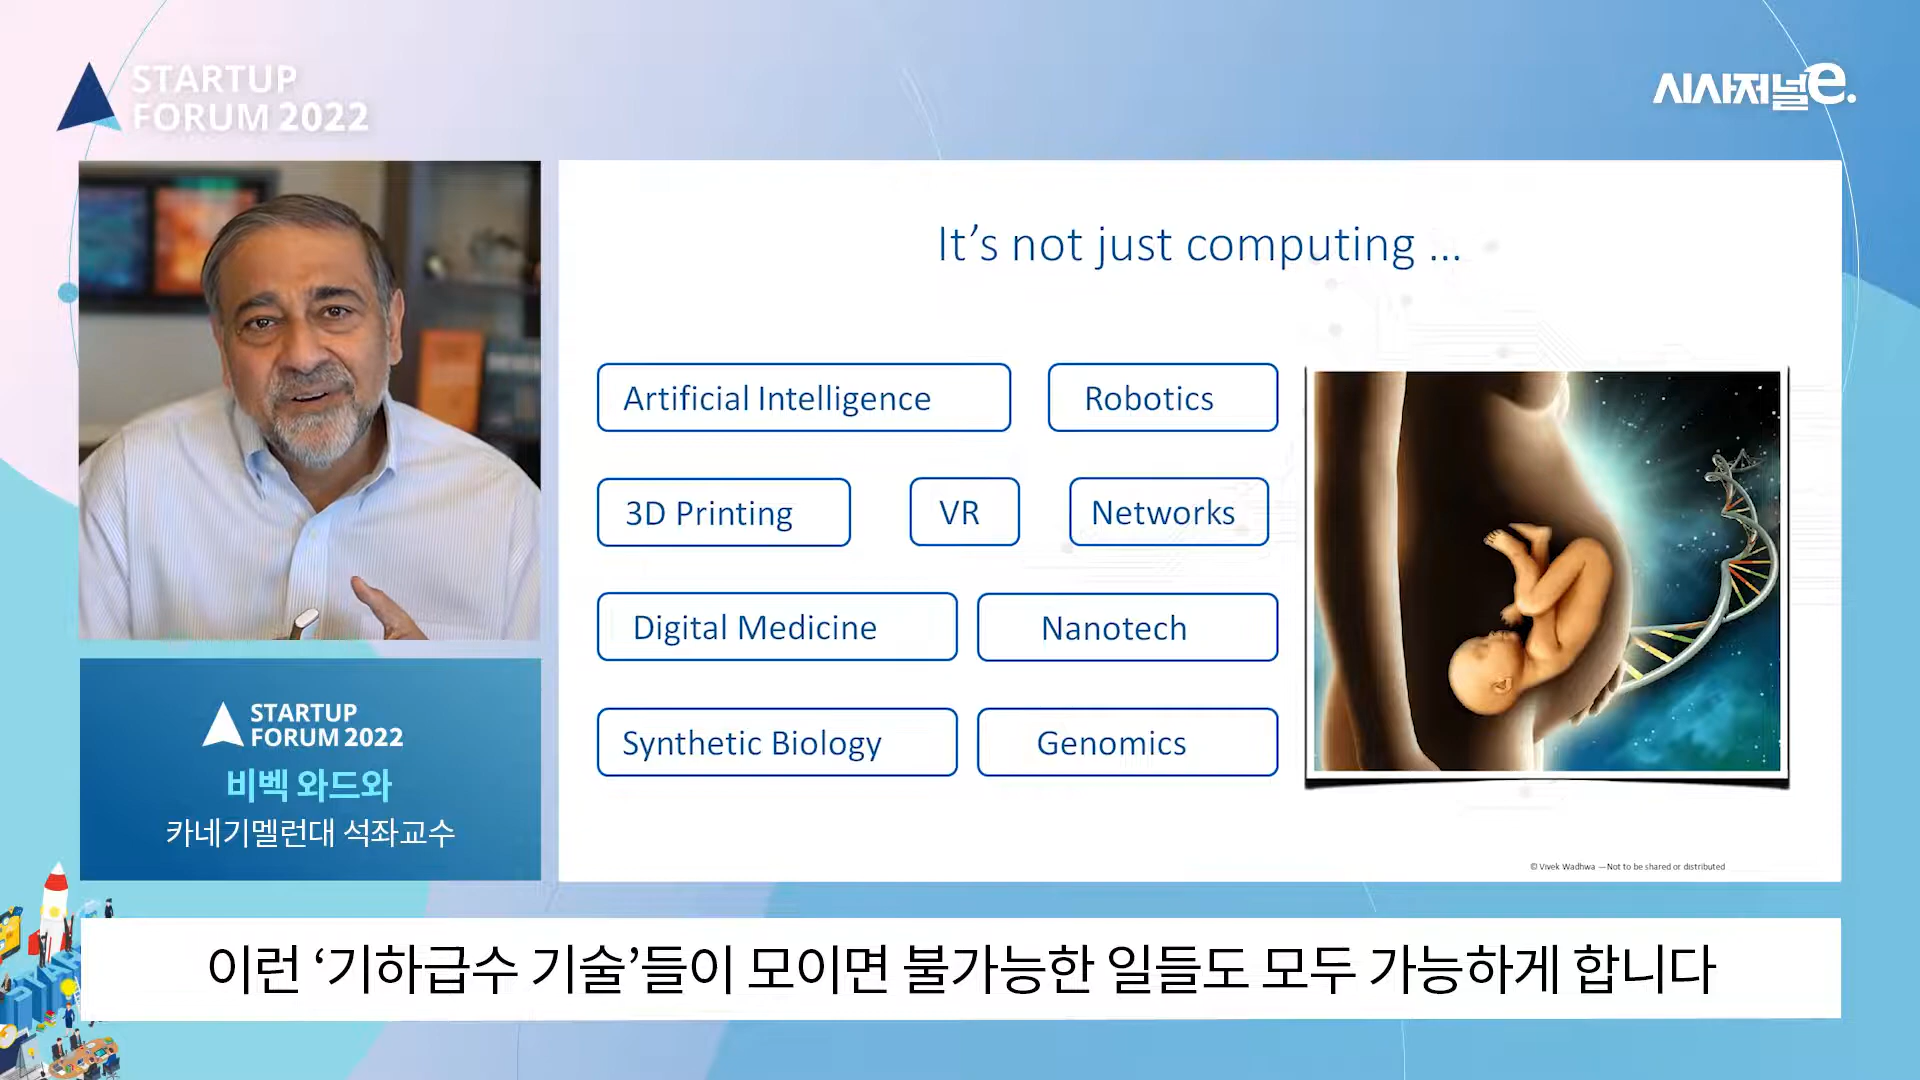 STARTUP
FORUM 2022
시사저널e.
It's not just computing ...
Artificial Intelligence
Robotics
3D Printing
VR
Networks
Digital Medicine
Nanotech
Synthetic Biology
Genomics
© Vivek Wadhwa —Not to be shared or distributed
STARTUP
FORUM 2022
비벡 와드와
카네기멜런대 석좌교수
이런 ‘기하급수 기술’들이 모이면 불가능한 일들도 모두 가능하게 합니다